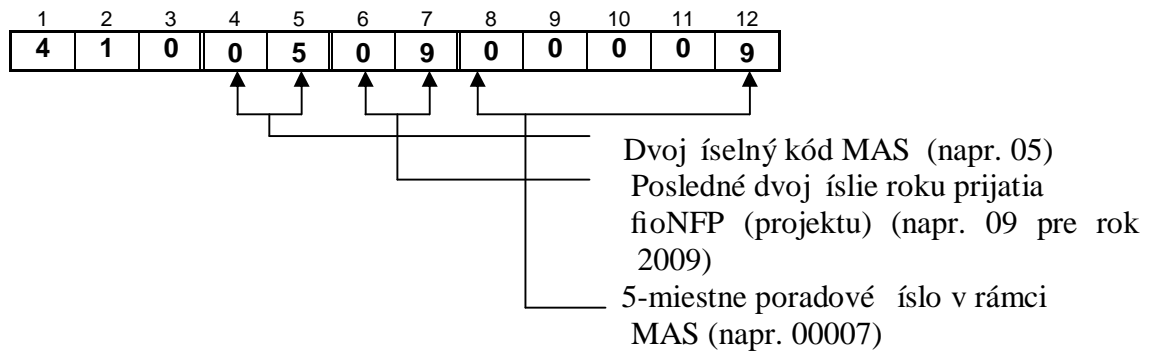 1 2 3 4 5 6 7 8 9 10 11 12
4 1 0 0 5 0 9 0 0 0 0 9
Dvoj íselný kód MAS (napr. 05)
Posledné dvoj íslie roku prijatia
fioNFP (projektu) (napr. 09 pre rok
2009)
5-miestne poradové íslo v rámci
MAS (napr. 00007)